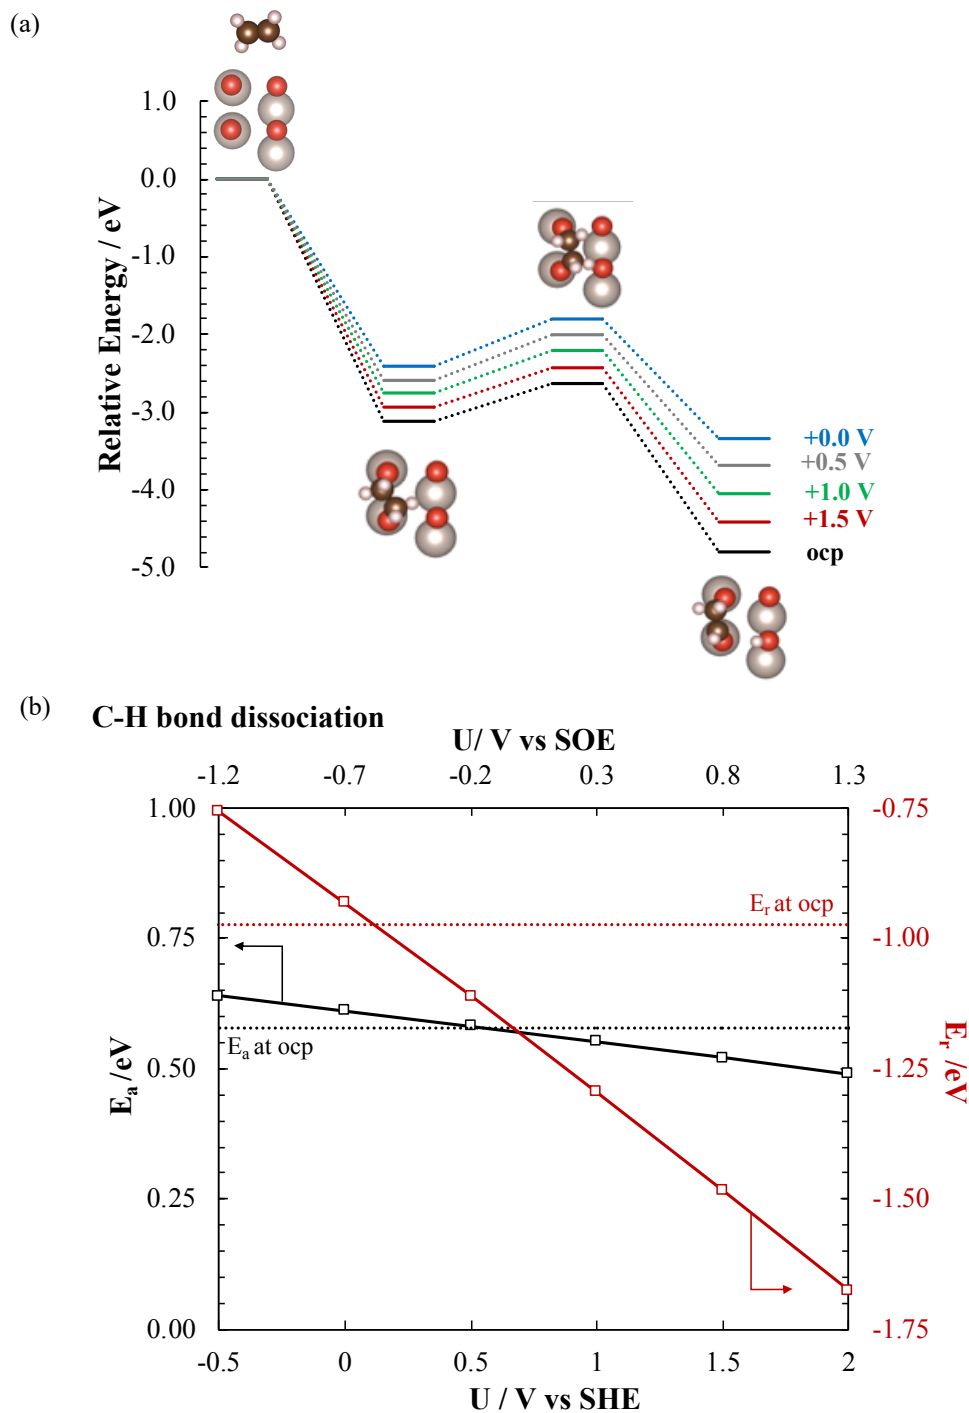 (a)
1.0
0.0
-1.0
-2.0
-3.0
-4.0
-5.0
Relative Energy / eV
+0.0 V
+0.5 V
+1.0 V
+1.5 V
ocp
(b)
C-H bond dissociation
U/ V vs SOE
-1.2 -0.7 -0.2 0.3 0.8 1.3
1.00
0.75
0.50
0.25
0.00
Eₐ /eV
Eᵣ at ocp
Eₐ at ocp
-0.75
-1.00
-1.25
-1.50
-1.75
Eᵣ /eV
-0.5 0 0.5 1 1.5 2
U / V vs SHE